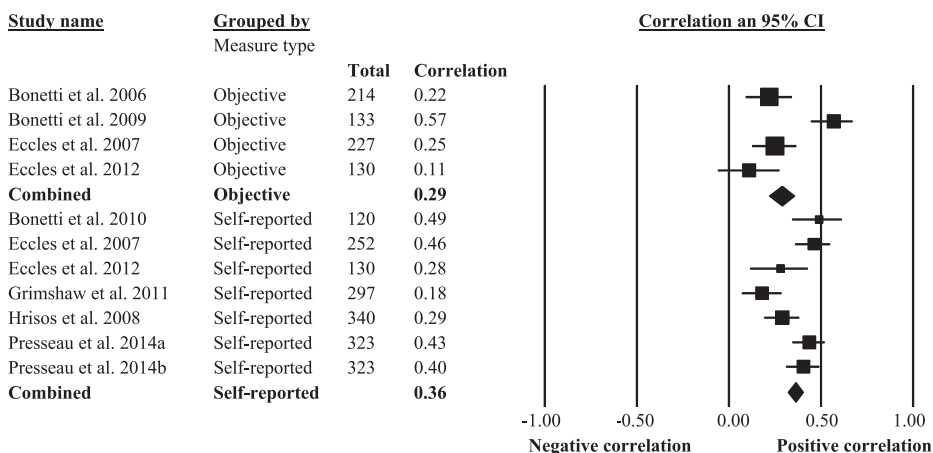 Study name Grouped by Correlation an 95% CI
Measure type
Total Correlation
Bonetti et al. 2006 Objective 214 0.22
Bonetti et al. 2009 Objective 133 0.57
Eccles et al. 2007 Objective 227 0.25
Eccles et al. 2012 Objective 130 0.11
Combined Objective 0.29
Bonetti et al. 2010 Self-reported 120 0.49
Eccles et al. 2007 Self-reported 252 0.46
Eccles et al. 2012 Self-reported 130 0.28
Grimshaw et al. 2011 Self-reported 297 0.18
Hrisos et al. 2008 Self-reported 340 0.29
Presseau et al. 2014a Self-reported 323 0.43
Presseau et al. 2014b Self-reported 323 0.40
Combined Self-reported 0.36
-1.00 -0.50 0.00 0.50 1.00
Negative correlation Positive correlation